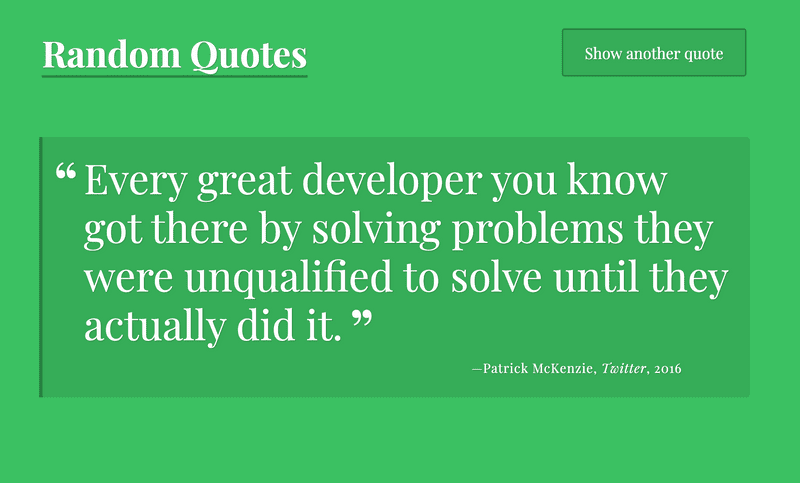 Random Quotes
Show another quote
“ Every great developer you know
got there by solving problems they
were unqualified to solve until they
actually did it. ”
—Patrick McKenzie, Twitter, 2016